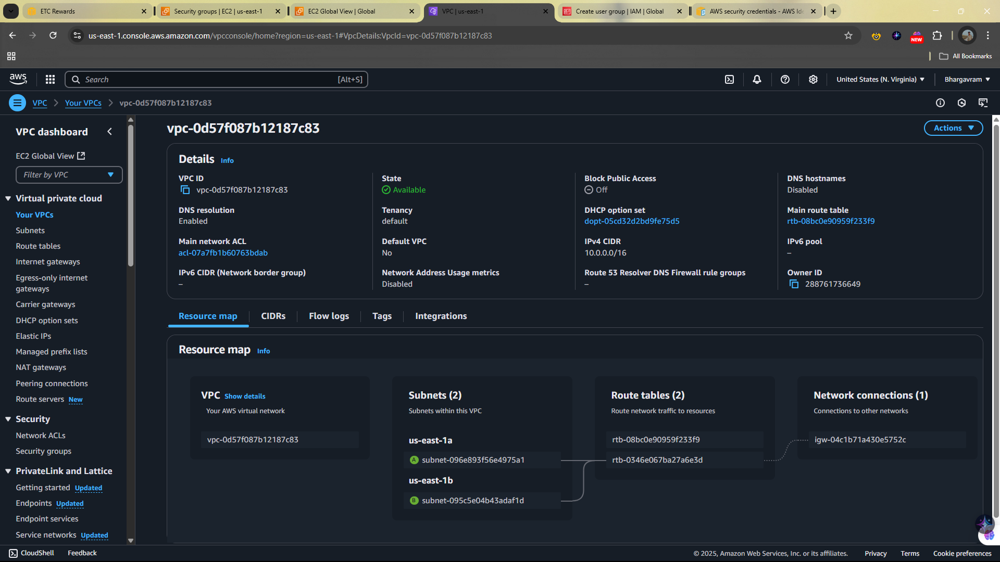 ETC Rewards
Security groups | EC2 | us-east-1
EC2 Global View | Global
VPC | us-east-1
Create user group | IAM | Global
AWS security credentials - AWS Ide
us-east-1.console.aws.amazon.com/vpcconsole/home?region=us-east-1#VpcDetails:VpcId=vpc-0d57f087b12187c83
NEW
All Bookmarks
aws
Search
[Alt+S]
United States (N. Virginia)
Bhargavram
VPC
Your VPCs
vpc-0d57f087b12187c83
VPC dashboard
EC2 Global View
Filter by VPC
Virtual private cloud
Your VPCs
Subnets
Route tables
Internet gateways
Egress-only internet
gateways
Carrier gateways
DHCP option sets
Elastic IPs
Managed prefix lists
NAT gateways
Peering connections
Route servers New
Security
Network ACLs
Security groups
PrivateLink and Lattice
Getting started Updated
Endpoints Updated
Endpoint services
Service networks Updated
vpc-0d57f087b12187c83
Actions
Details Info
VPC ID
vpc-0d57f087b12187c83
State
Available
Block Public Access
Off
DNS hostnames
Disabled
DNS resolution
Enabled
Tenancy
default
DHCP option set
dopt-05cd32d2bd9fe75d5
Main route table
rtb-08bc0e90959f233f9
Main network ACL
acl-07a7fb1b60763bdab
Default VPC
No
IPv4 CIDR
10.0.0.0/16
IPv6 pool
–
IPv6 CIDR (Network border group)
–
Network Address Usage metrics
Disabled
Route 53 Resolver DNS Firewall rule groups
–
Owner ID
288761736649
Resource map
CIDRs
Flow logs
Tags
Integrations
Resource map Info
VPC Show details
Your AWS virtual network
vpc-0d57f087b12187c83
Subnets (2)
Subnets within this VPC
us-east-1a
A subnet-096e893f56e4975a1
us-east-1b
B subnet-095c5e04b43adaf1d
Route tables (2)
Route network traffic to resources
rtb-08bc0e90959f233f9
rtb-0346e067ba27a6e3d
Network connections (1)
Connections to other networks
igw-04c1b71a430e5752c
CloudShell
Feedback
© 2025, Amazon Web Services, Inc. or its affiliates.
Privacy
Terms
Cookie preferences